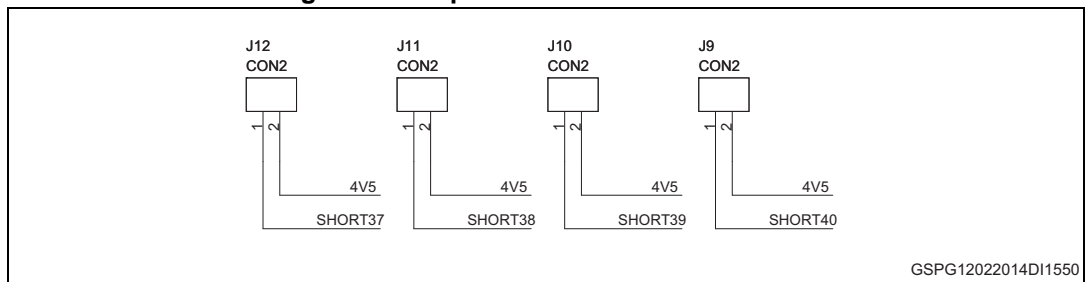 J12
CON2
1
2
4V5
SHORT37
J11
CON2
1
2
4V5
SHORT38
J10
CON2
1
2
4V5
SHORT39
J9
CON2
1
2
4V5
SHORT40
GSPG12022014DI1550